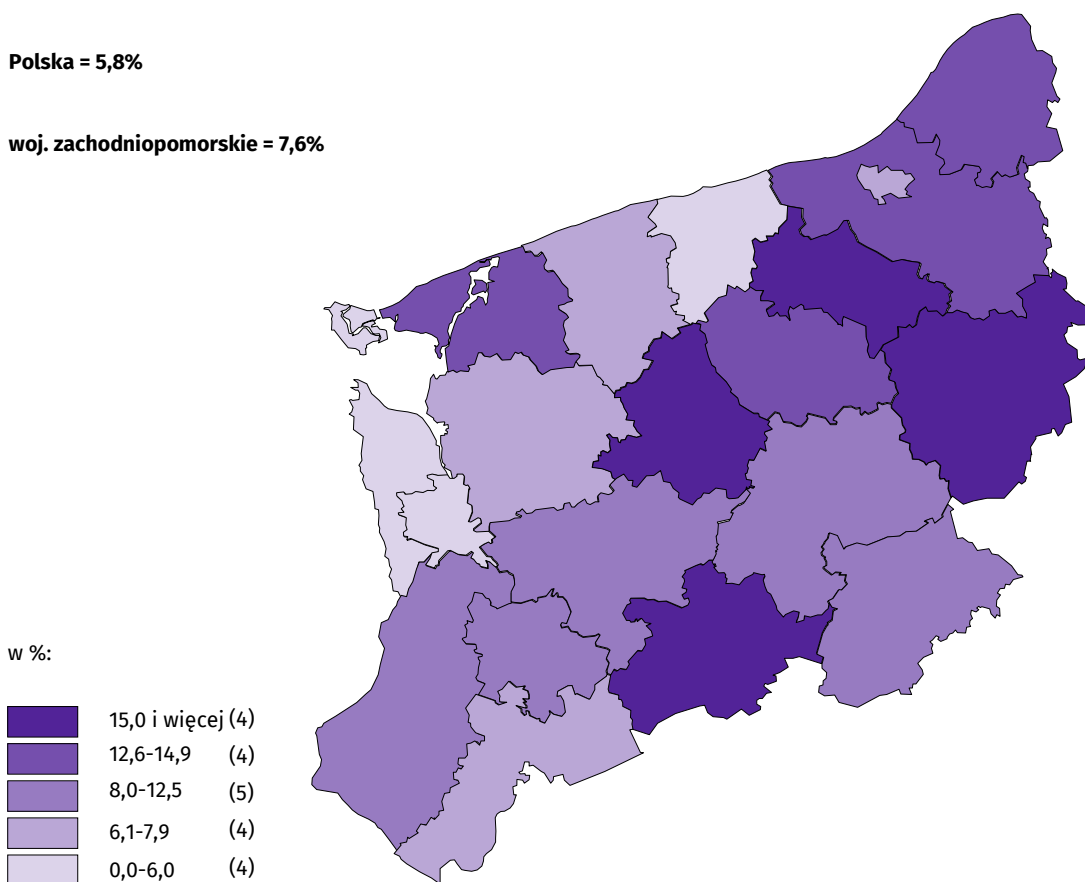 Polska = 5,8%
woj. zachodniopomorskie = 7,6%
w %:
15,0 i więcej (4)
12,6-14,9 (4)
8,0-12,5 (5)
6,1-7,9 (4)
0,0-6,0 (4)